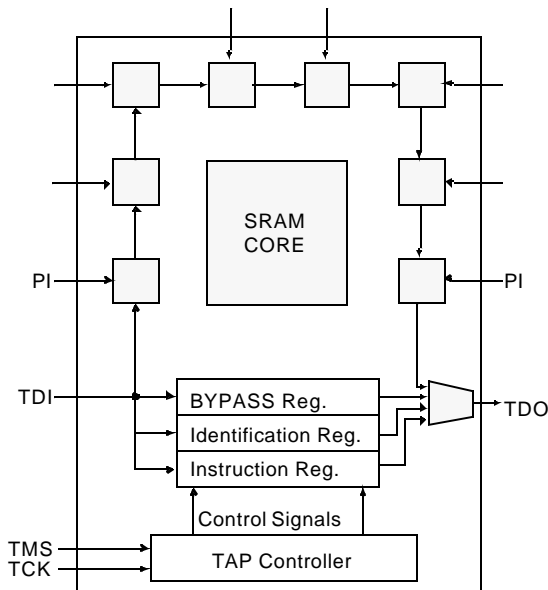 SRAM
CORE
PI
PI
TDI
BYPASS Reg.
TDO
Identification Reg.
Instruction Reg.
Control Signals
TMS
TCK
TAP Controller